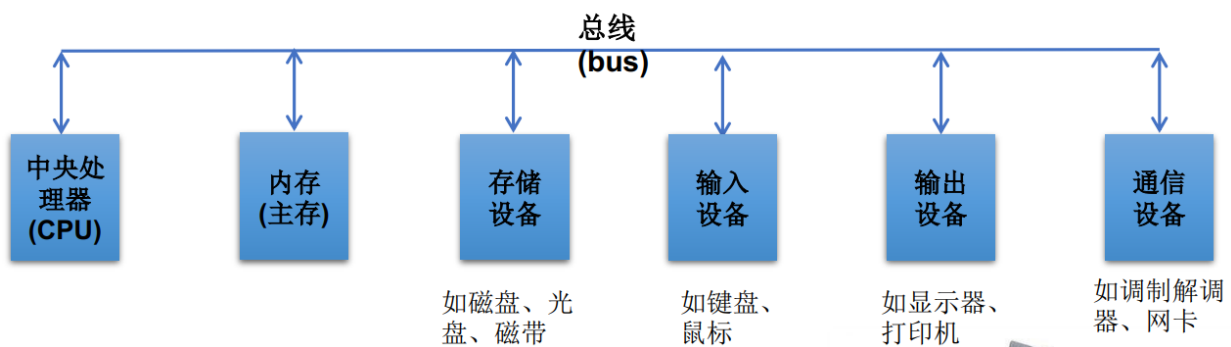 总线
(bus)
中央处
理器
(CPU)
内存
(主存)
存储
设备
输入
设备
输出
设备
通信
设备
如磁盘、光
盘、磁带
如键盘、
鼠标
如显示器、
打印机
如调制解调
器、网卡